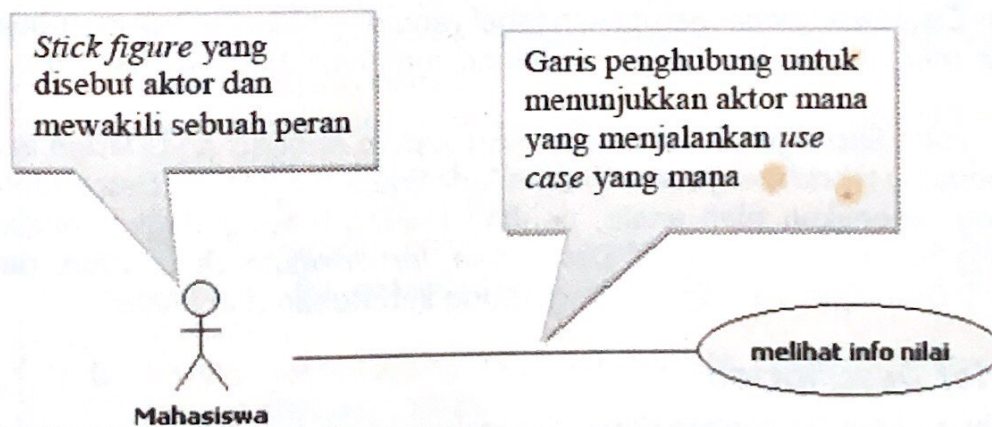 Stick figure yang
disebut aktor dan
mewakili sebuah peran
Garis penghubung untuk
menunjukkan aktor mana
yang menjalankan use
case yang mana
melihat info nilai
Mahasiswa